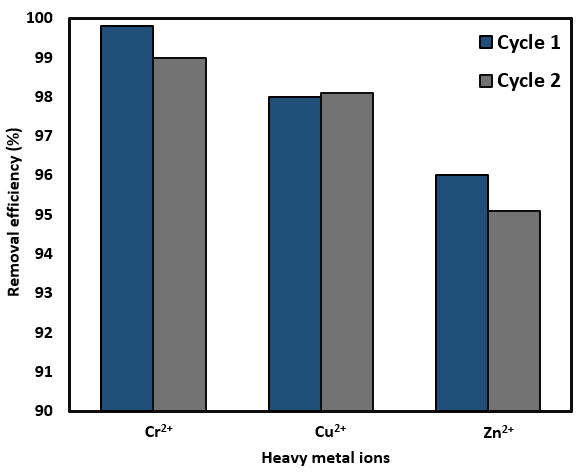 100
99
98
97
96
95
94
93
92
91
90
Removal efficiency (%)
Cycle 1
Cycle 2
Cr²⁺
Cu²⁺
Zn²⁺
Heavy metal ions